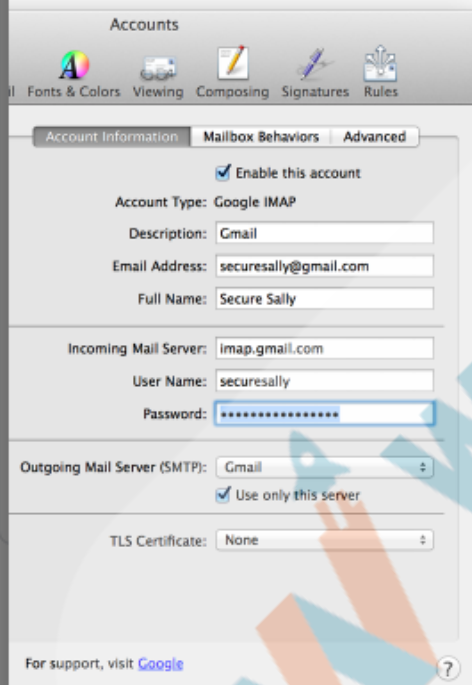 Accounts
Fonts & Colors Viewing Composing Signatures Rules
Account Information Mailbox Behaviors Advanced
Enable this account
Account Type: Google IMAP
Description: Gmail
Email Address: securesally@gmail.com
Full Name: Secure Sally
Incoming Mail Server: imap.gmail.com
User Name: securesally
Password: ••••••••••••••••
Outgoing Mail Server (SMTP): Gmail
Use only this server
TLS Certificate: None
For support, visit Google
?